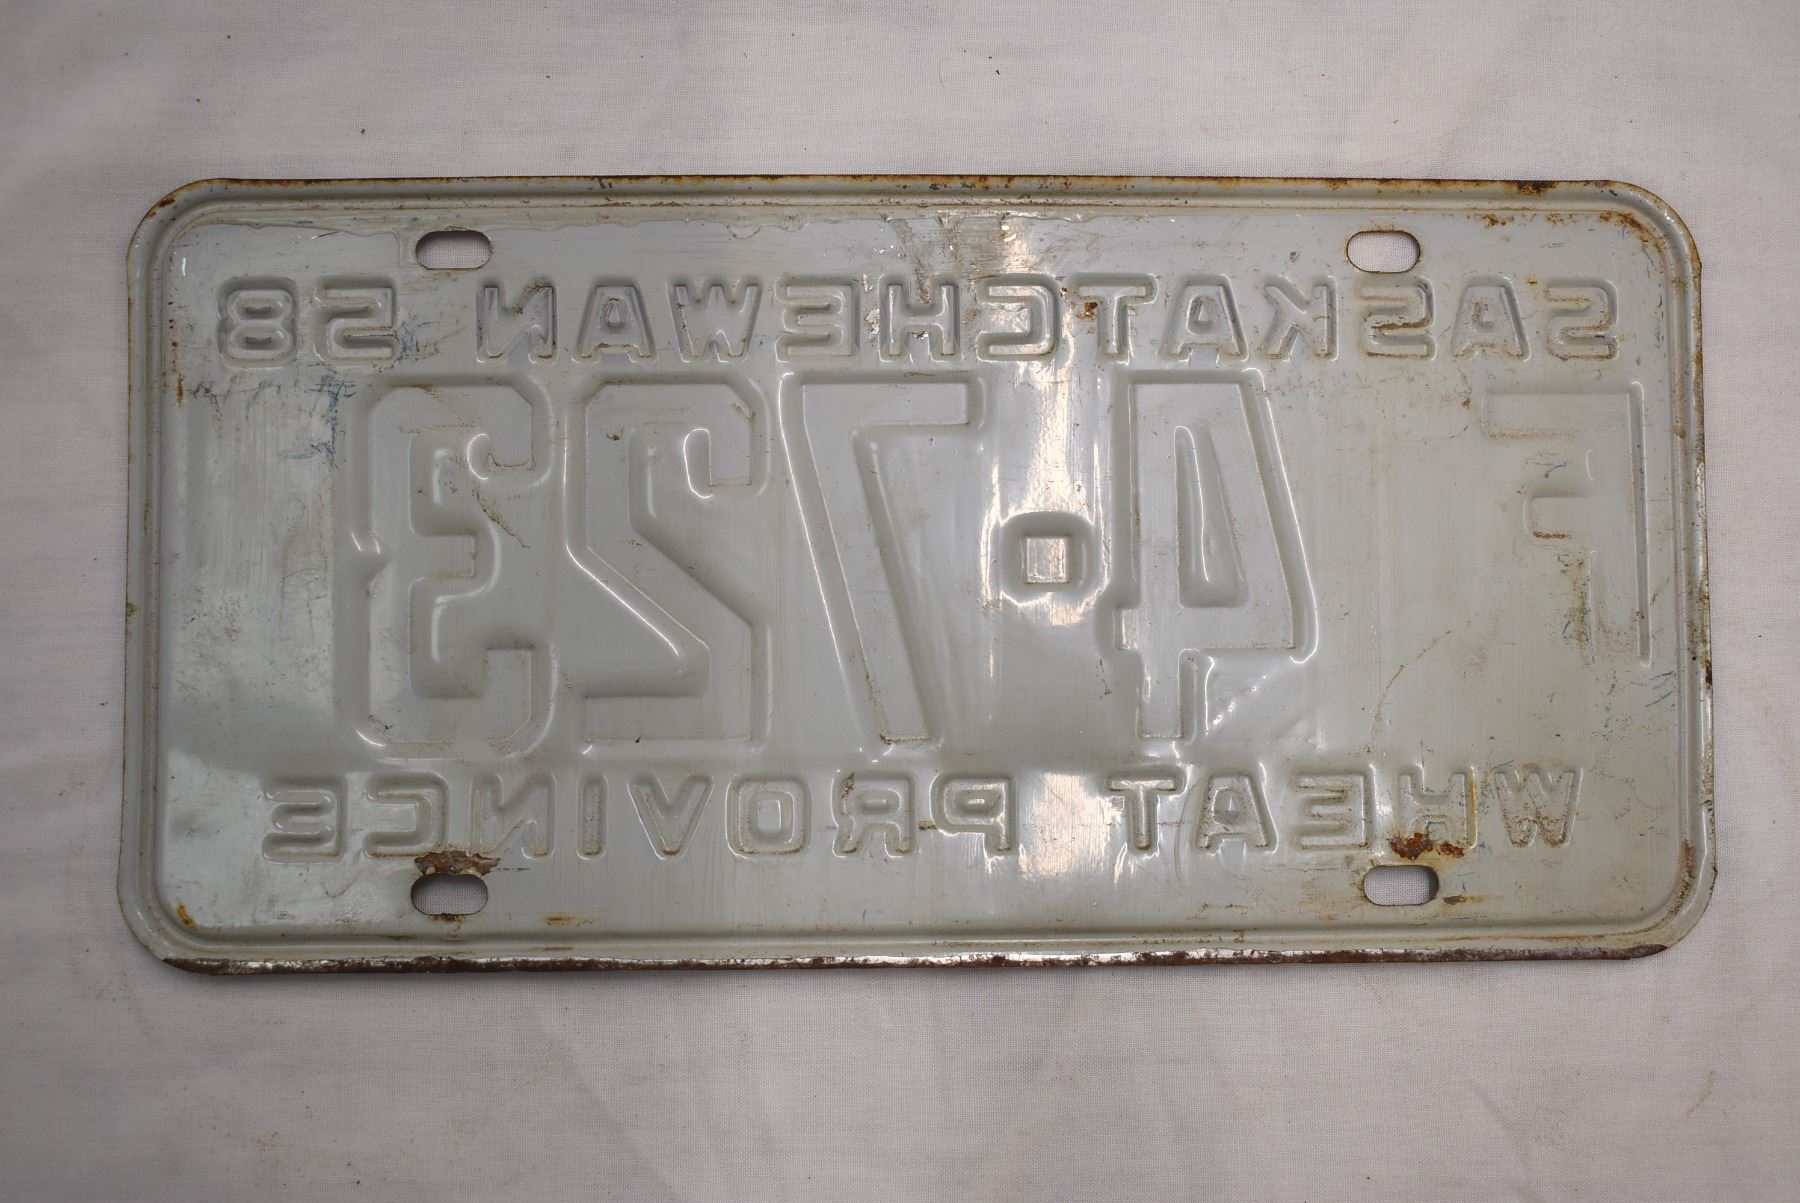 SASKATCHEWAN 58
F 4·723
WHEAT PROVINCE